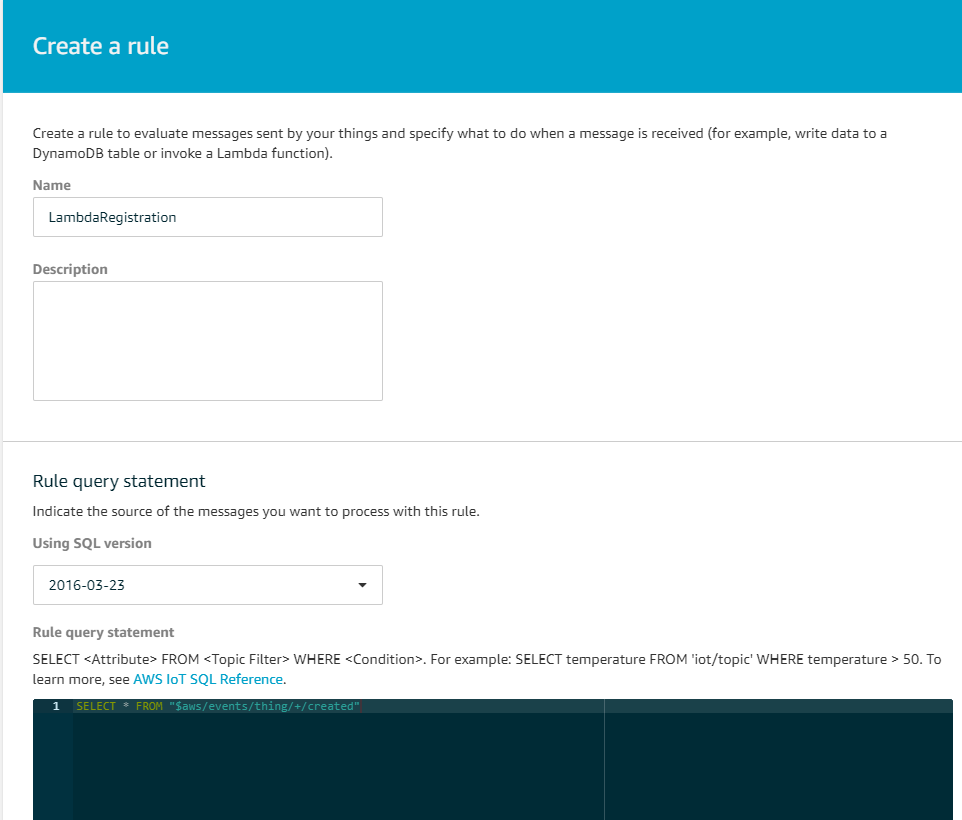 Create a rule
Create a rule to evaluate messages sent by your things and specify what to do when a message is received (for example, write data to a
DynamoDB table or invoke a Lambda function).
Name
LambdaRegistration
Description
Rule query statement
Indicate the source of the messages you want to process with this rule.
Using SQL version
2016-03-23
Rule query statement
SELECT <Attribute> FROM <Topic Filter> WHERE <Condition>. For example: SELECT temperature FROM 'iot/topic' WHERE temperature > 50. To
learn more, see AWS IoT SQL Reference.
1 SELECT * FROM "$aws/events/thing/+/created"